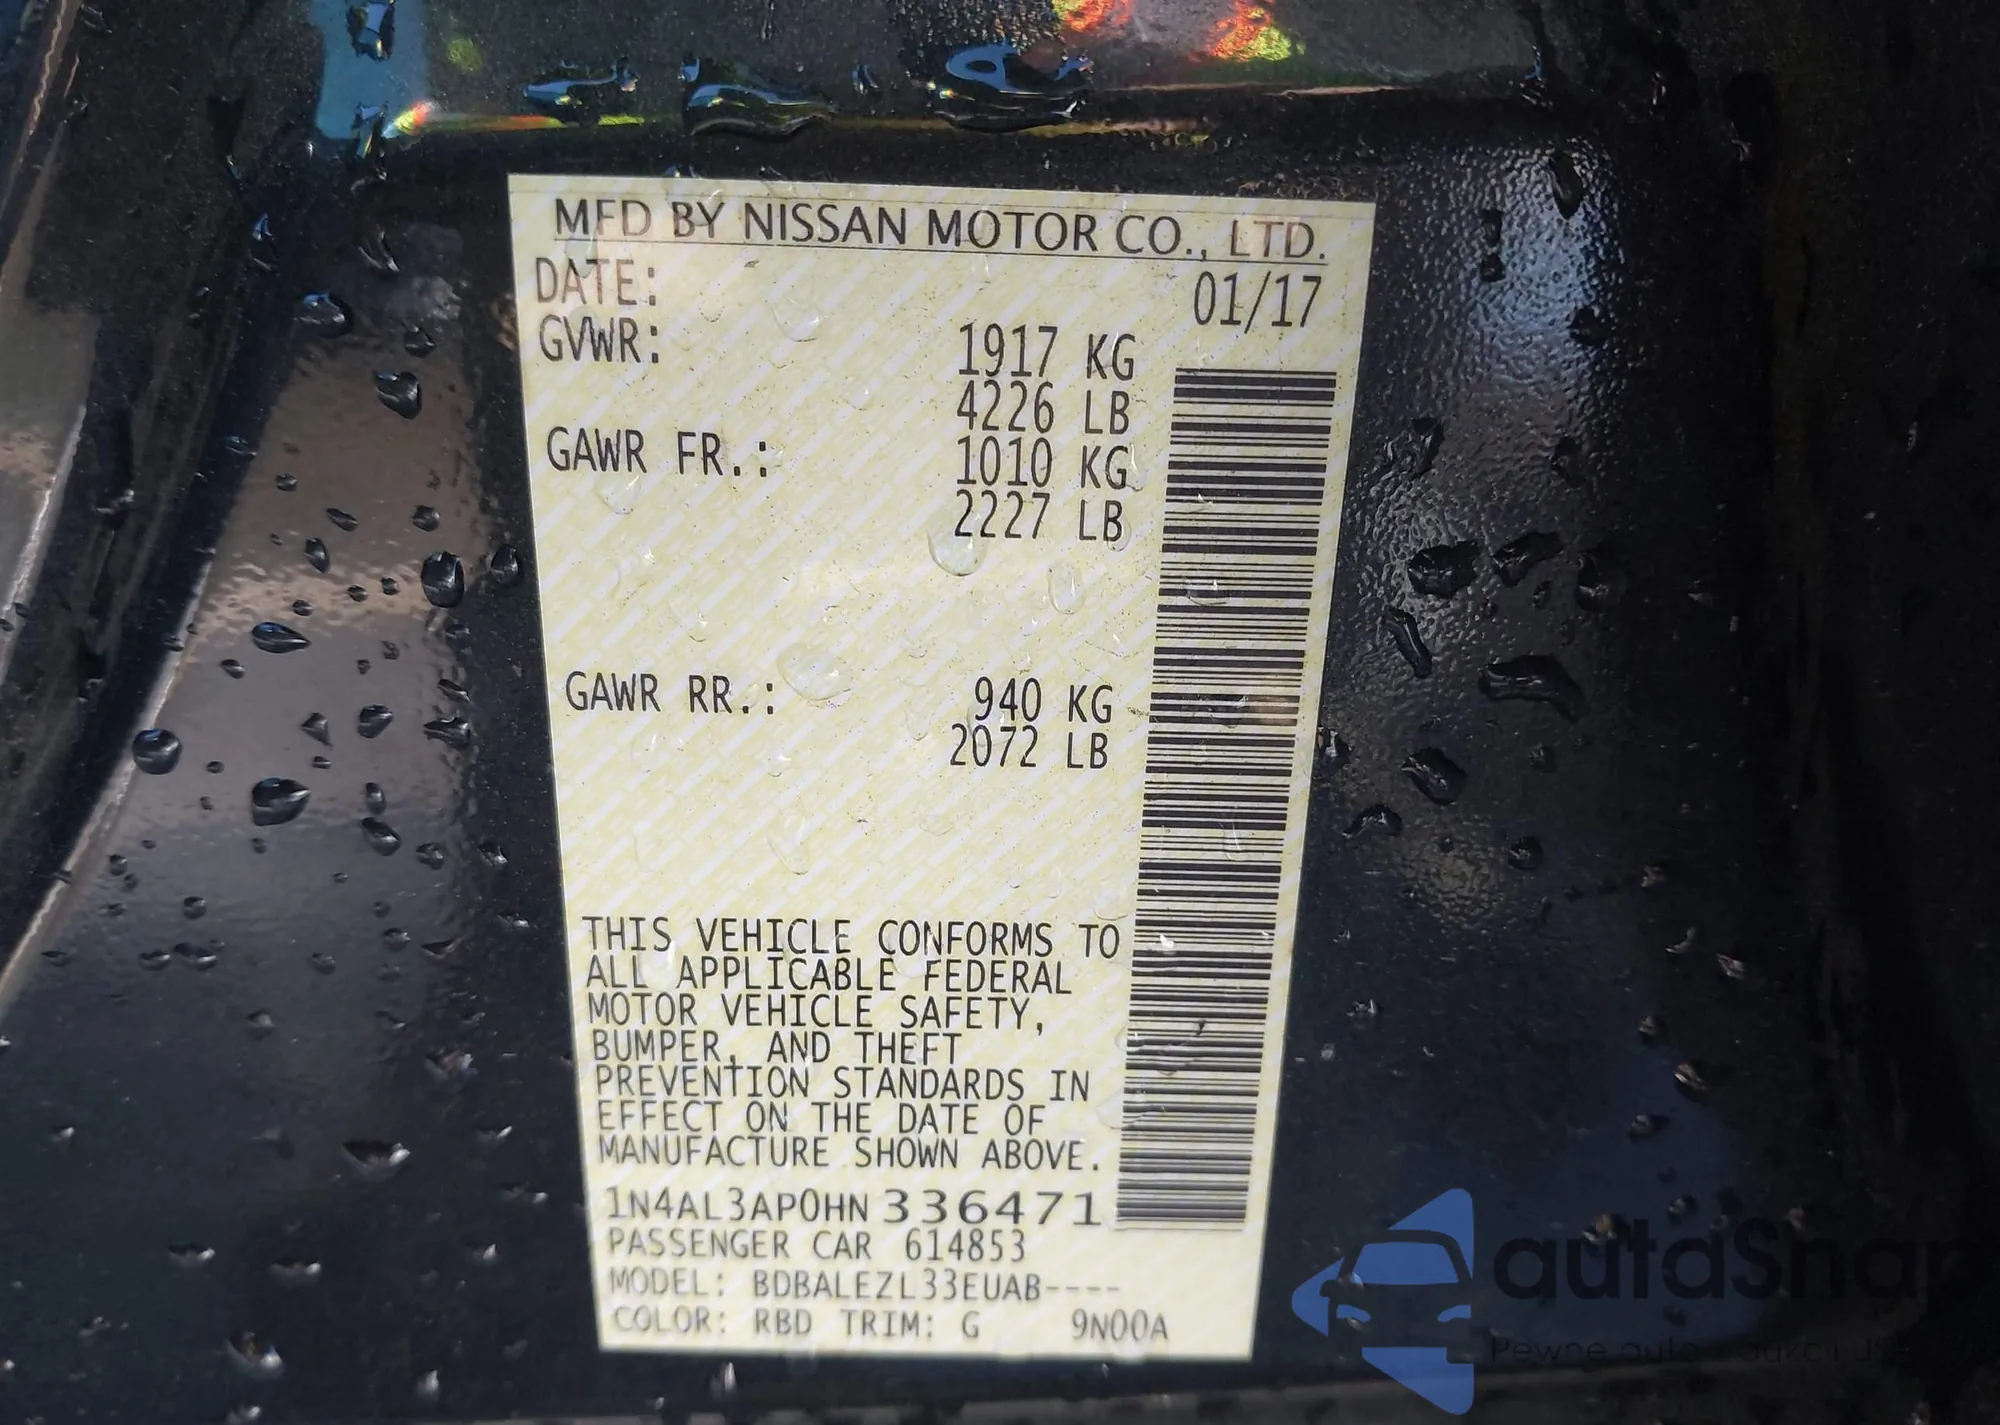 MFD BY NISSAN MOTOR CO., LTD.
DATE: 01/17
GVWR: 1917 KG
4226 LB
GAWR FR.: 1010 KG
2227 LB
GAWR RR.: 940 KG
2072 LB
THIS VEHICLE CONFORMS TO
ALL APPLICABLE FEDERAL
MOTOR VEHICLE SAFETY,
BUMPER, AND THEFT
PREVENTION STANDARDS IN
EFFECT ON THE DATE OF
MANUFACTURE SHOWN ABOVE.
1N4AL3AP0HN336471
PASSENGER CAR 614853
MODEL: BDBALEZL33EUAB----
COLOR: RBD TRIM: G 9N00A
autaSnap
Pewne auta